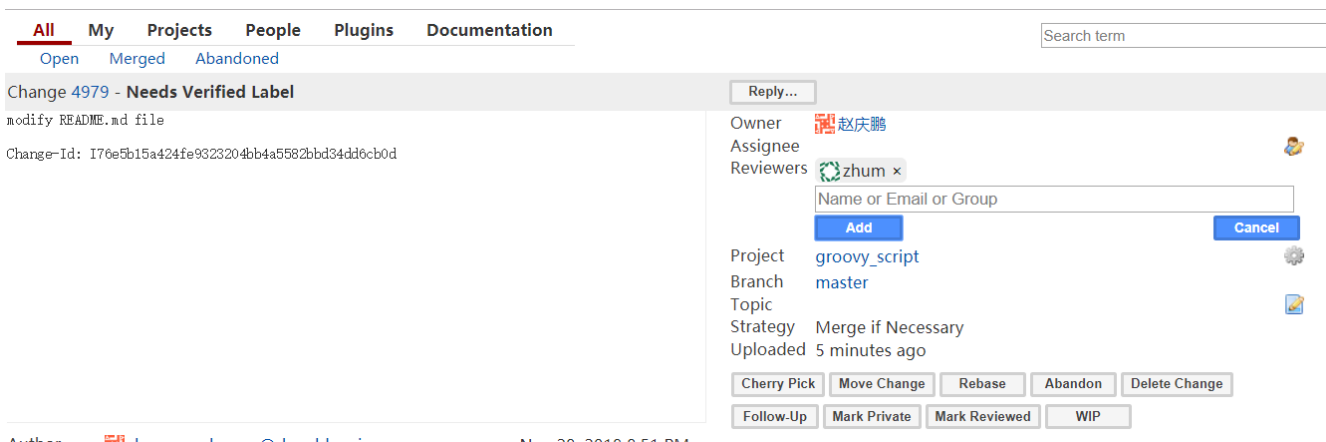 All My Projects People Plugins Documentation
Search term
Open Merged Abandoned
Change 4979 - Needs Verified Label
Reply...
modify README.md file
Change-Id: I76e5b15a424fe9323204bb4a5582bbd34dd6cb0d
Owner 赵庆鹏
Assignee
Reviewers zhum ×
Name or Email or Group
Add Cancel
Project groovy_script
Branch master
Topic
Strategy Merge if Necessary
Uploaded 5 minutes ago
Cherry Pick Move Change Rebase Abandon Delete Change
Follow-Up Mark Private Mark Reviewed WIP